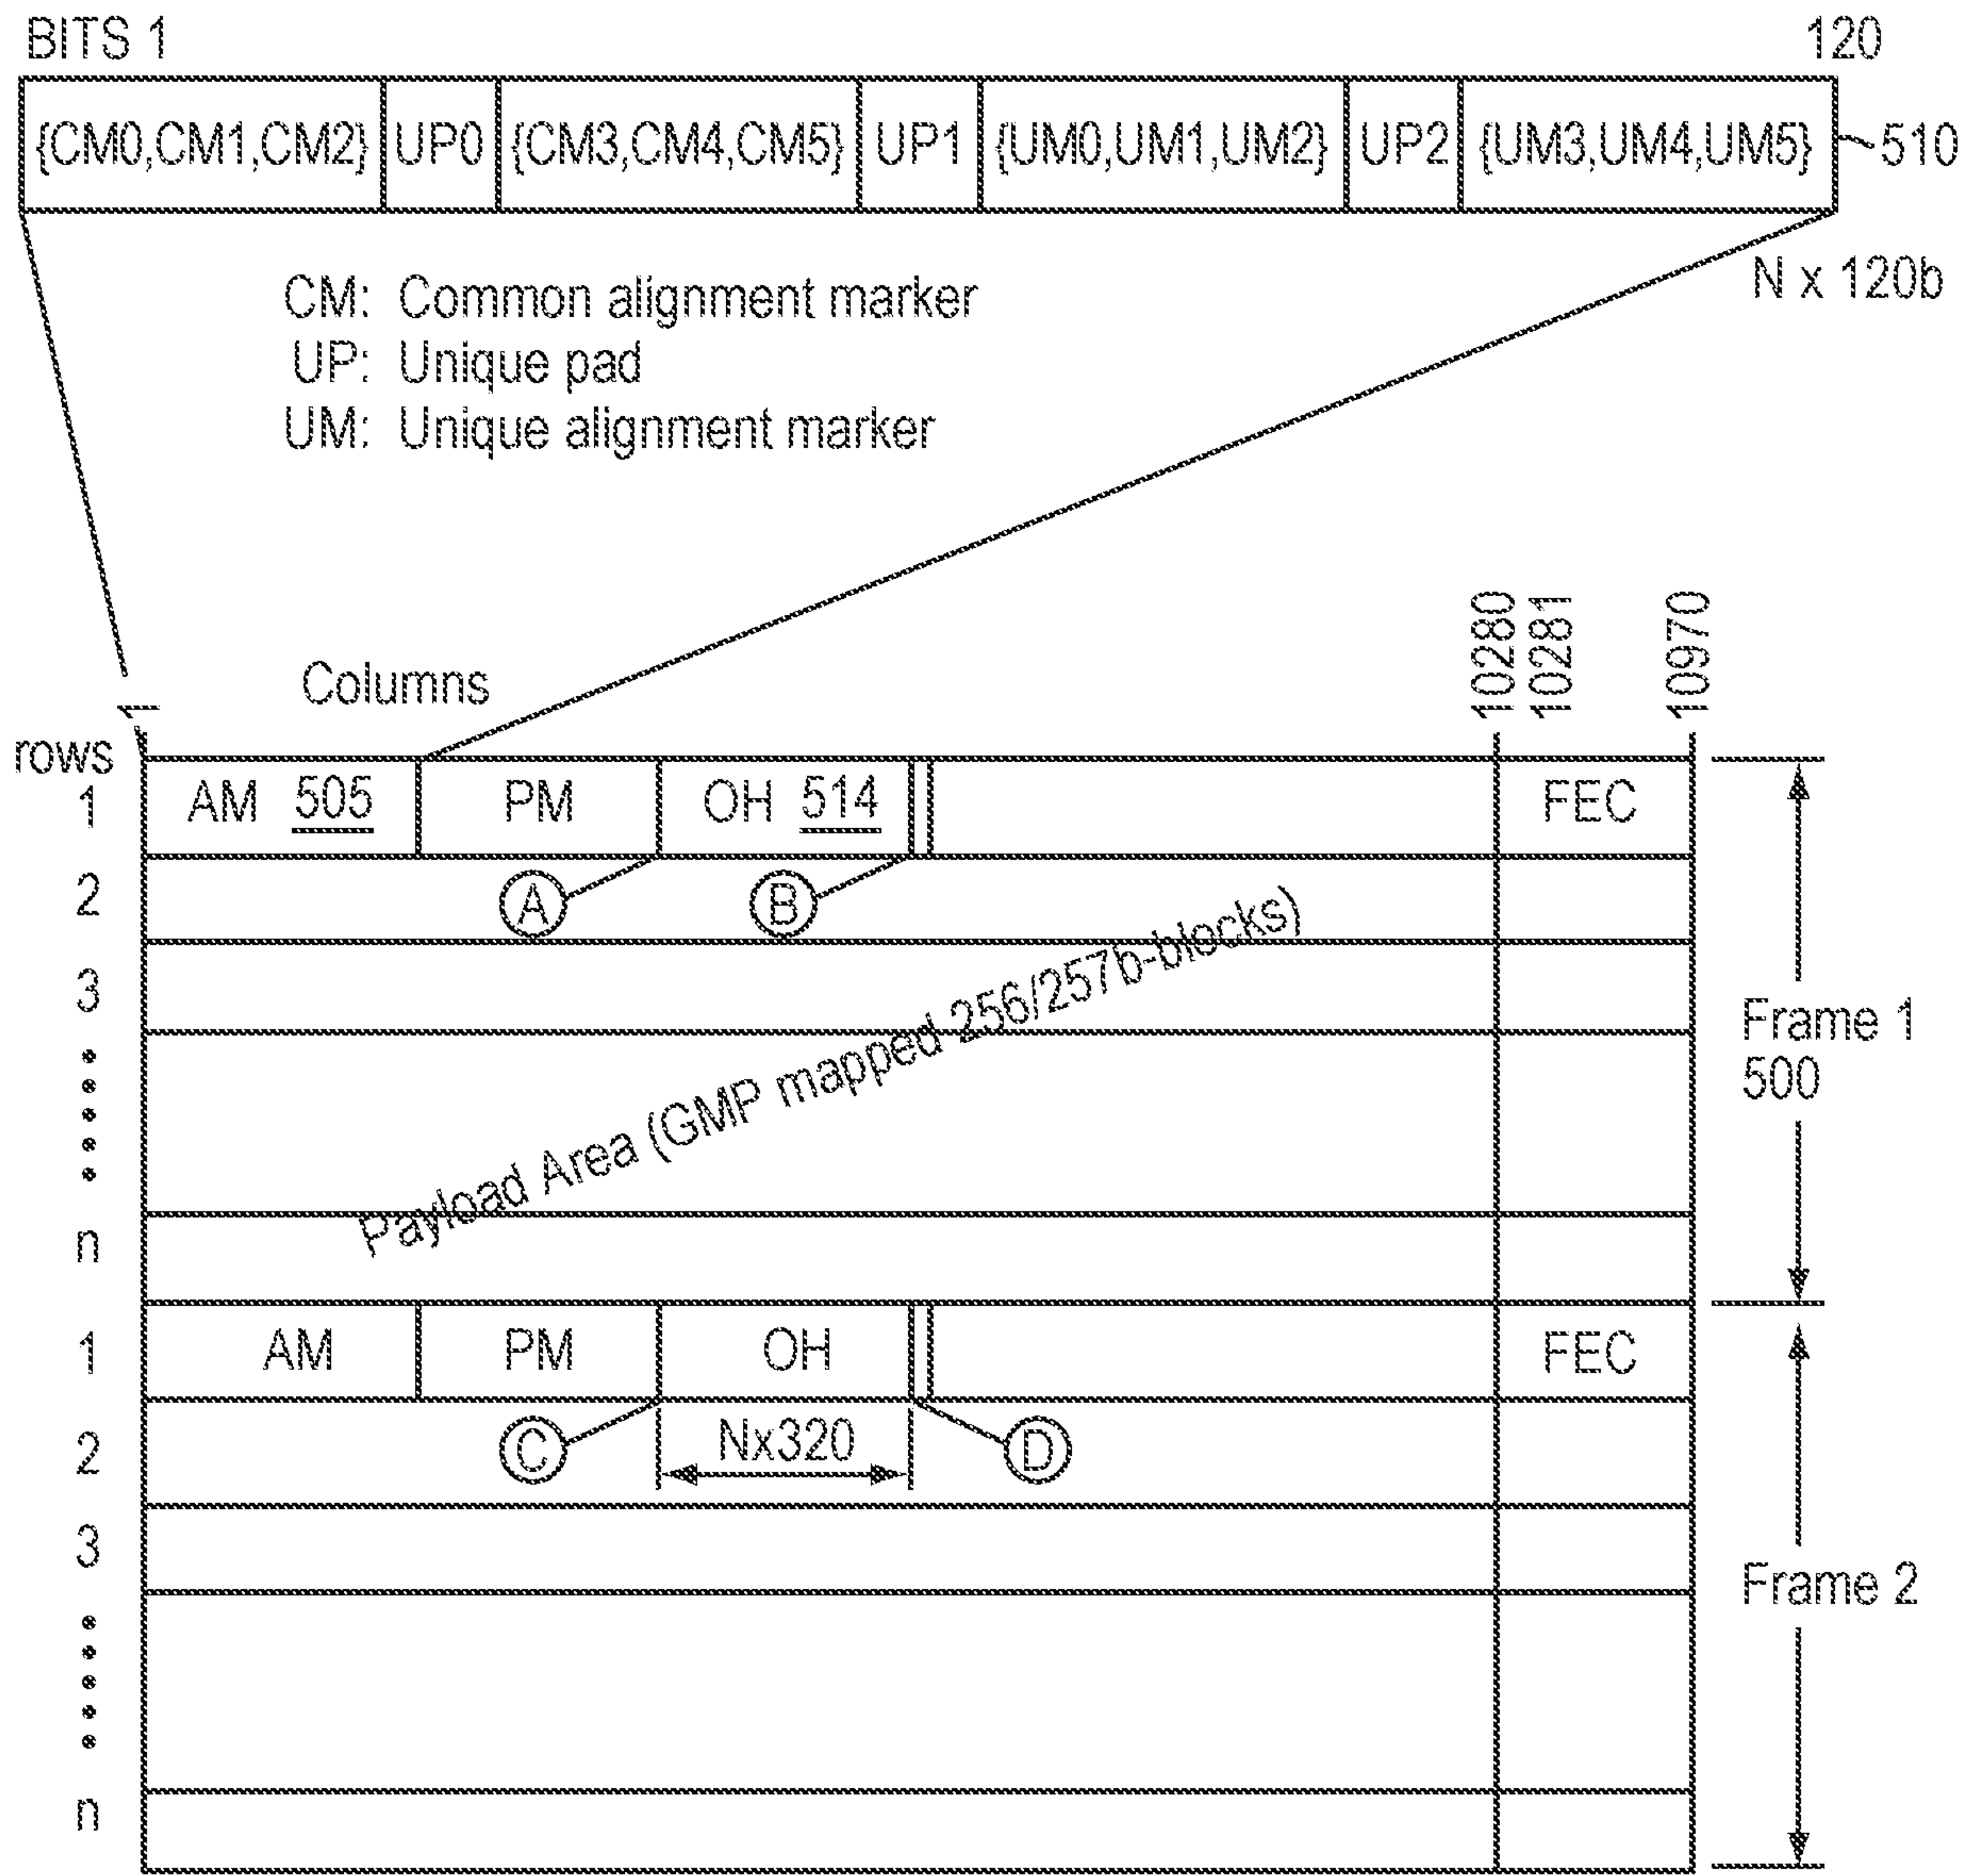 BITS 1 120
{CM0,CM1,CM2} UP0 {CM3,CM4,CM5} UP1 {UM0,UM1,UM2} UP2 {UM3,UM4,UM5} 510
N x 120b
CM: Common alignment marker
UP: Unique pad
UM: Unique alignment marker
Columns
1 10280 10281 10970
rows
1 AM 505 PM OH 514 FEC
2 A B
3
Payload Area (GMP mapped 256/257b-blocks)
Frame 1
500
n
1 AM PM OH FEC
2 C Nx320 D
3
Frame 2
n